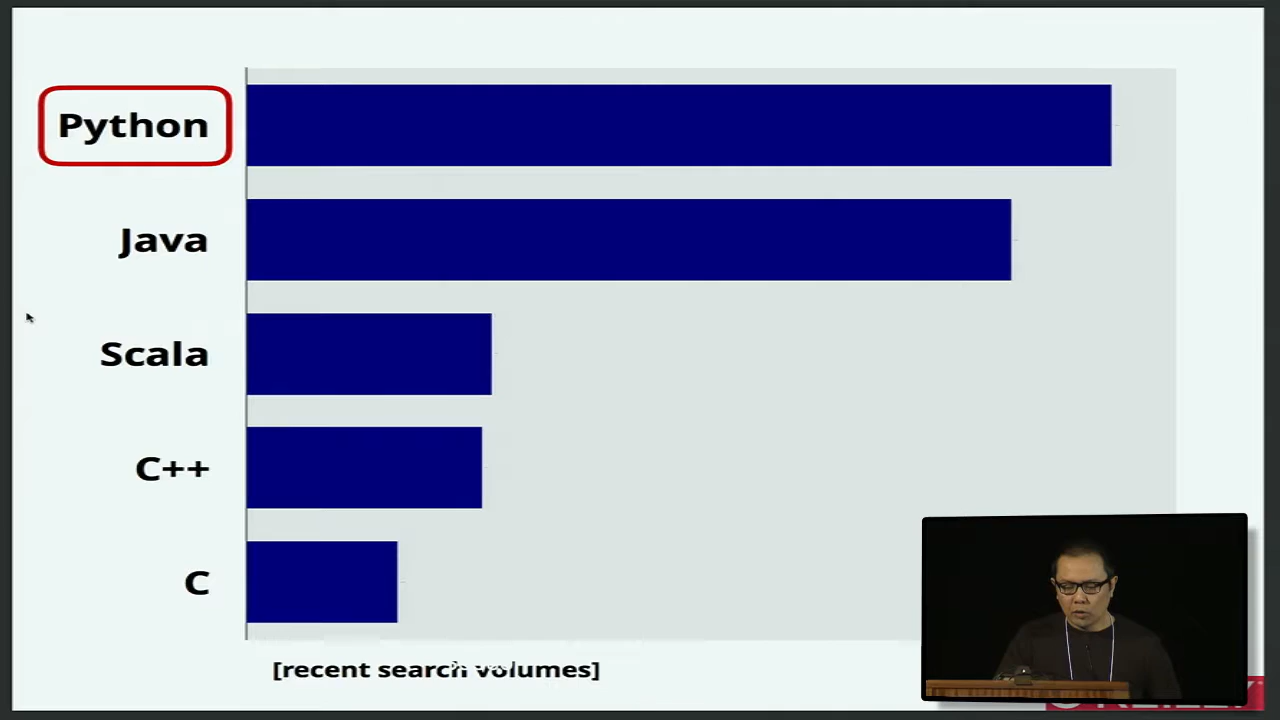 Python
Java
Scala
C++
C
[recent search volumes]